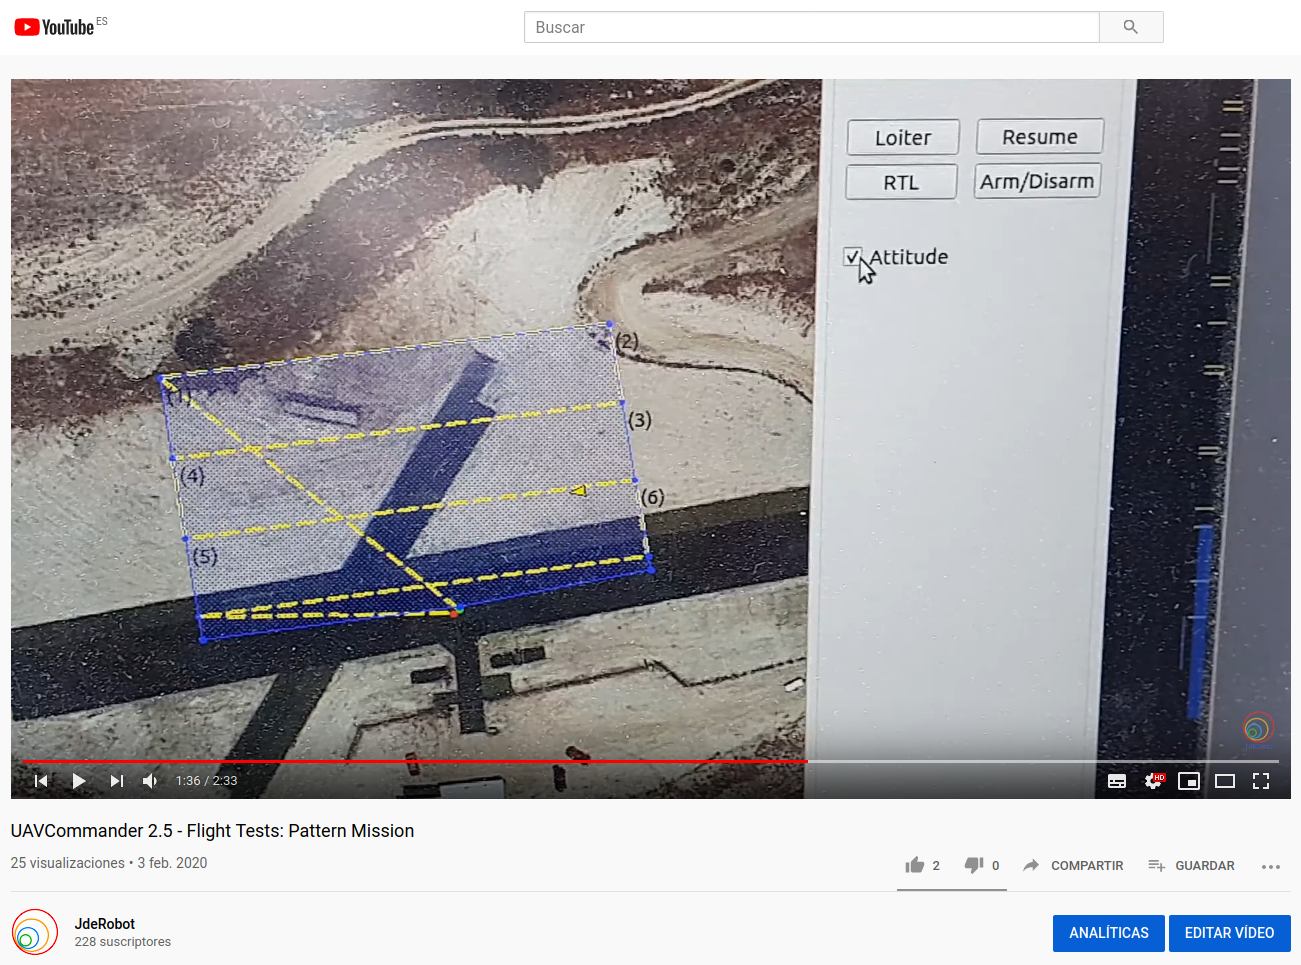 YouTube ES
Buscar
Loiter
Resume
RTL
Arm/Disarm
Attitude
(1)
(2)
(3)
(4)
(5)
(6)
HD
1:36 / 2:33
UAVCommander 2.5 - Flight Tests: Pattern Mission
25 visualizaciones • 3 feb. 2020
2
0
COMPARTIR
GUARDAR
JdeRobot
228 suscriptores
ANALÍTICAS
EDITAR VÍDEO